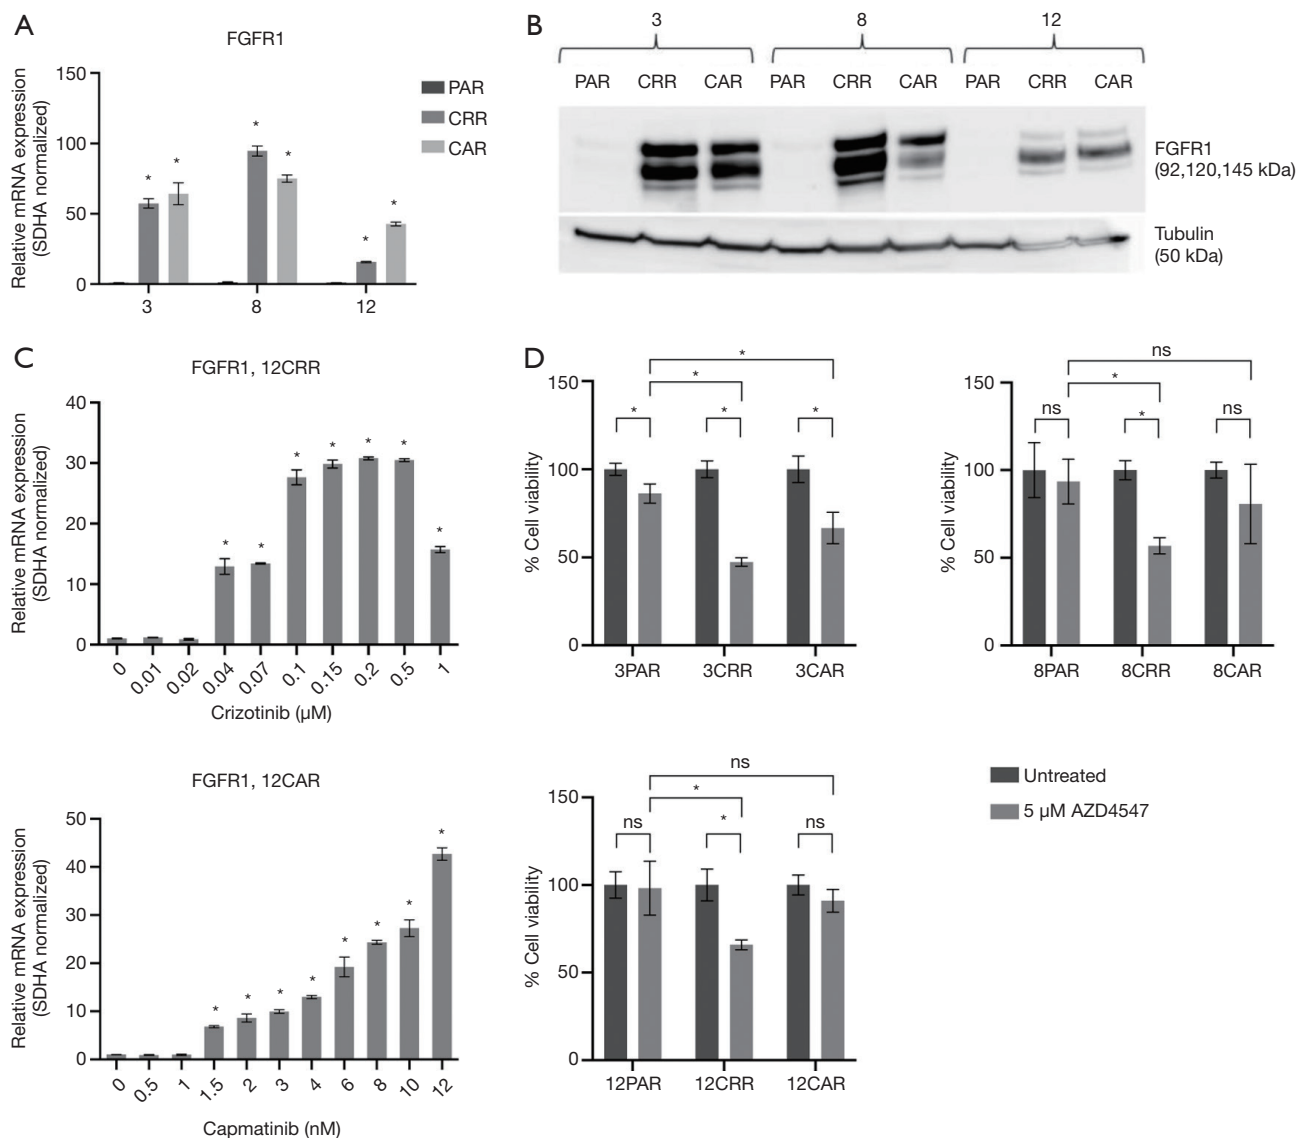 A
FGFR1
Relative mRNA expression
(SDHA normalized)
150
100
50
0
* * * * * *
3 8 12
PAR
CRR
CAR
B
3 8 12
PAR CRR CAR PAR CRR CAR PAR CRR CAR
FGFR1
(92,120,145 kDa)
Tubulin
(50 kDa)
C
FGFR1, 12CRR
Relative mRNA expression
(SDHA normalized)
40
30
20
10
0
* * * * * * *
0 0.01 0.02 0.04 0.07 0.1 0.15 0.2 0.5 1
Crizotinib (µM)
FGFR1, 12CAR
Relative mRNA expression
(SDHA normalized)
50
40
30
20
10
0
* * * * * * * *
0 0.5 1 1.5 2 3 4 6 8 10 12
Capmatinib (nM)
D
% Cell viability
150
100
50
0
*
*
* * *
3PAR 3CRR 3CAR
% Cell viability
150
100
50
0
ns
*
ns * ns
8PAR 8CRR 8CAR
% Cell viability
150
100
50
0
ns
*
ns * ns
12PAR 12CRR 12CAR
Untreated
5 µM AZD4547